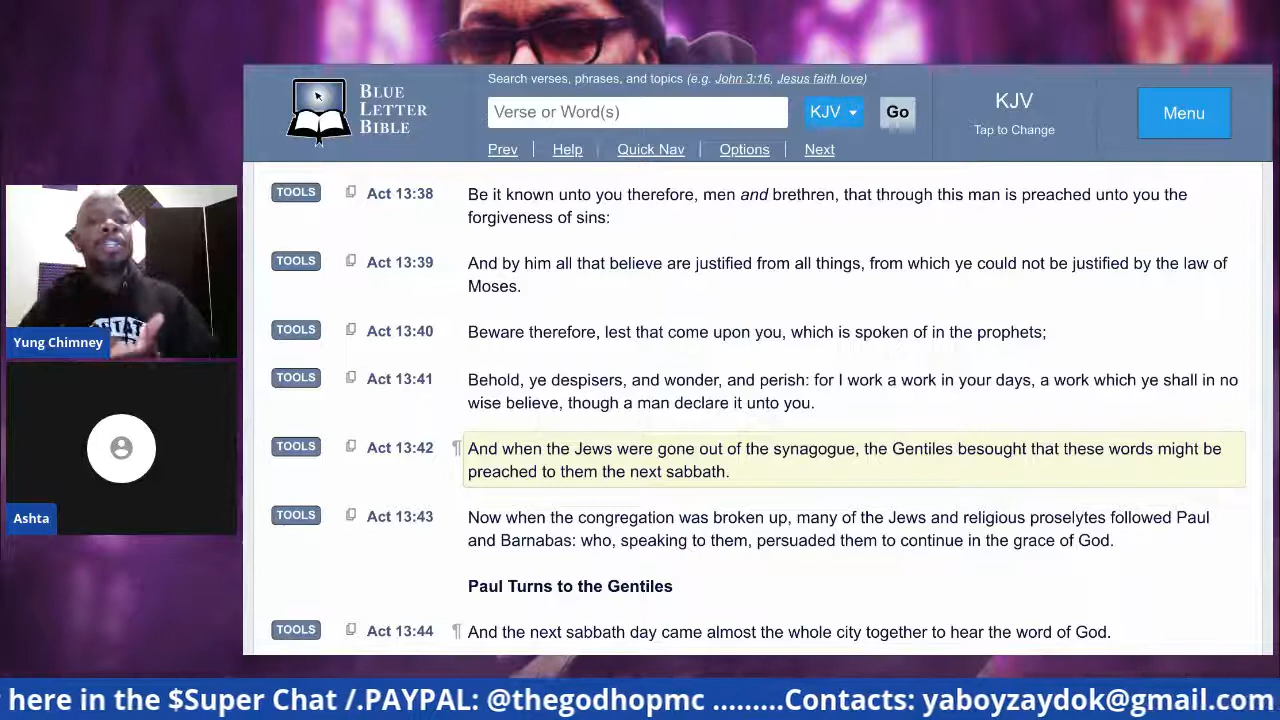 Search verses, phrases, and topics (e.g. John 3:16, Jesus faith love)
BLUE
LETTER
BIBLE
Verse or Word(s)
KJV
Go
Prev
Help
Quick Nav
Options
Next
KJV
Tap to Change
Menu
TOOLS Act 13:38 Be it known unto you therefore, men and brethren, that through this man is preached unto you the
forgiveness of sins:
TOOLS Act 13:39 And by him all that believe are justified from all things, from which ye could not be justified by the law of
Moses.
TOOLS Act 13:40 Beware therefore, lest that come upon you, which is spoken of in the prophets;
TOOLS Act 13:41 Behold, ye despisers, and wonder, and perish: for I work a work in your days, a work which ye shall in no
wise believe, though a man declare it unto you.
TOOLS Act 13:42 ¶ And when the Jews were gone out of the synagogue, the Gentiles besought that these words might be
preached to them the next sabbath.
TOOLS Act 13:43 Now when the congregation was broken up, many of the Jews and religious proselytes followed Paul
and Barnabas: who, speaking to them, persuaded them to continue in the grace of God.
Paul Turns to the Gentiles
TOOLS Act 13:44 ¶ And the next sabbath day came almost the whole city together to hear the word of God.
Yung Chimney
Ashta
here in the $Super Chat /.PAYPAL: @thegodhopmc .........Contacts: yaboyzaydok@gmail.com